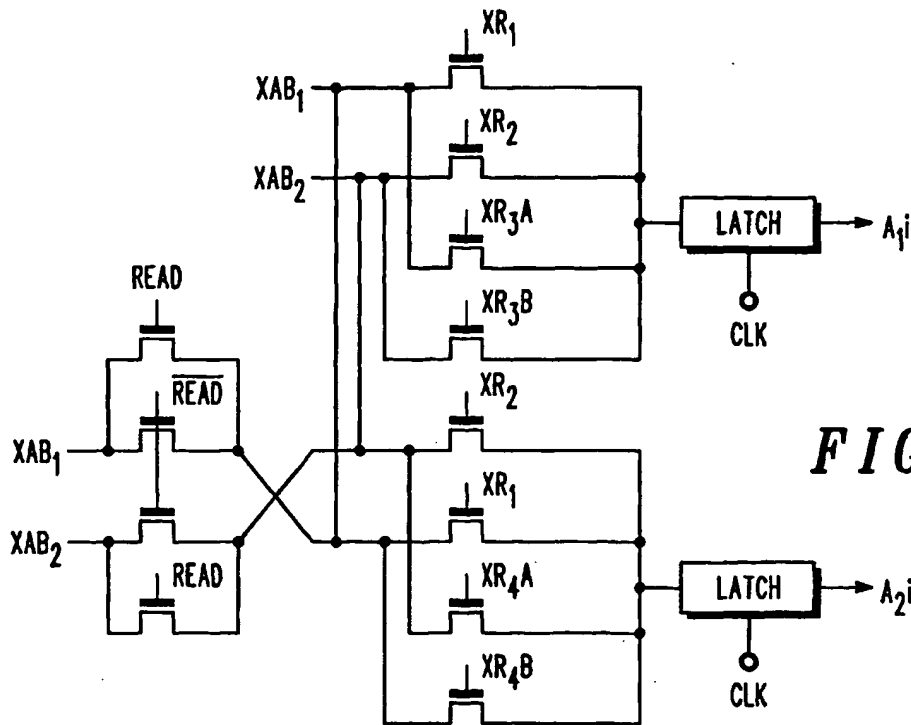 XR₁
XAB₁
XR₂
XAB₂
XR₃A
LATCH
A₁i
READ
XR₃B
CLK
READ̅
XR₂
XAB₁
FIG
XR₁
XAB₂
READ
XR₄A
LATCH
A₂i
XR₄B
CLK